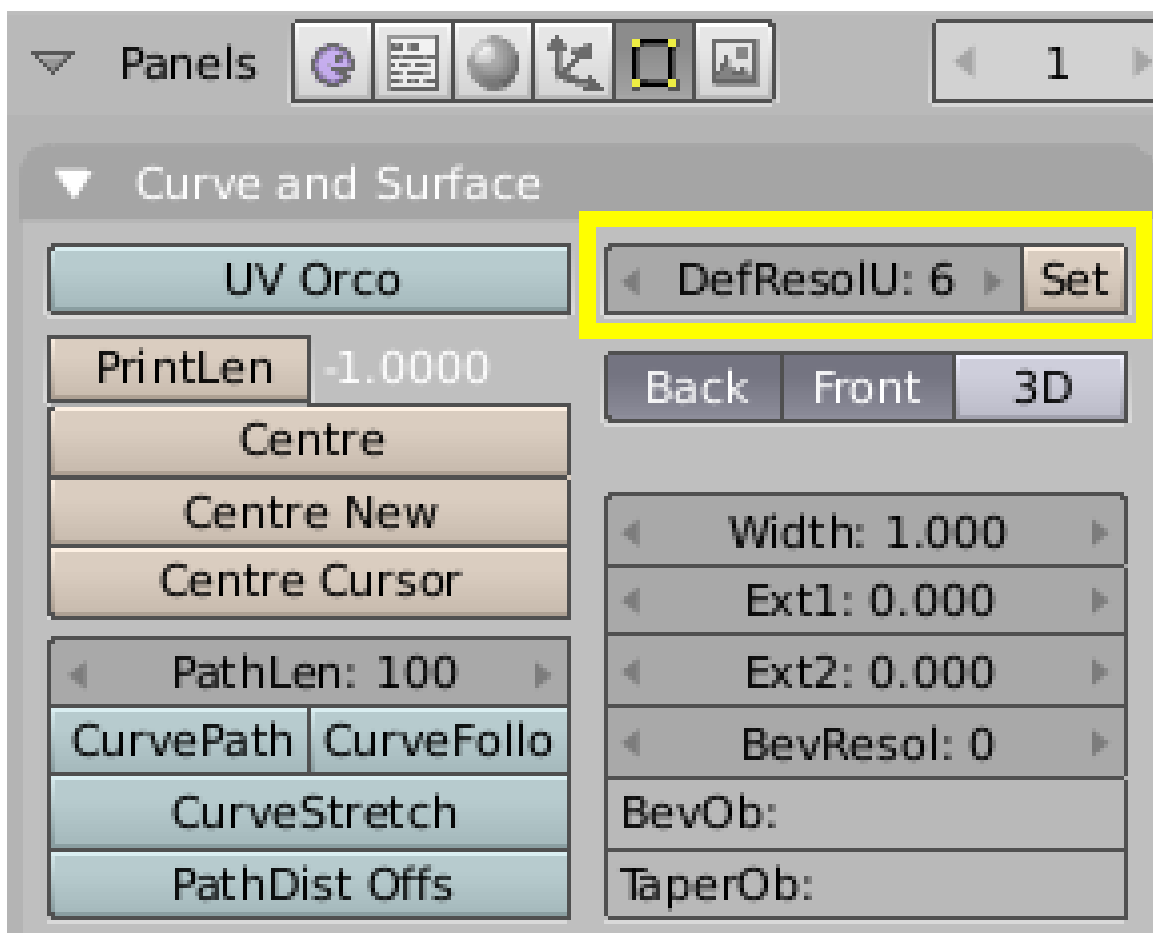 Panels 1
Curve and Surface
UV Orco
DefResolU: 6 Set
PrintLen -1.0000
Back Front 3D
Centre
Centre New
Centre Cursor
Width: 1.000
Ext1: 0.000
Ext2: 0.000
BevResol: 0
PathLen: 100
CurvePath CurveFollo
CurveStretch
PathDist Offs
BevOb:
TaperOb: